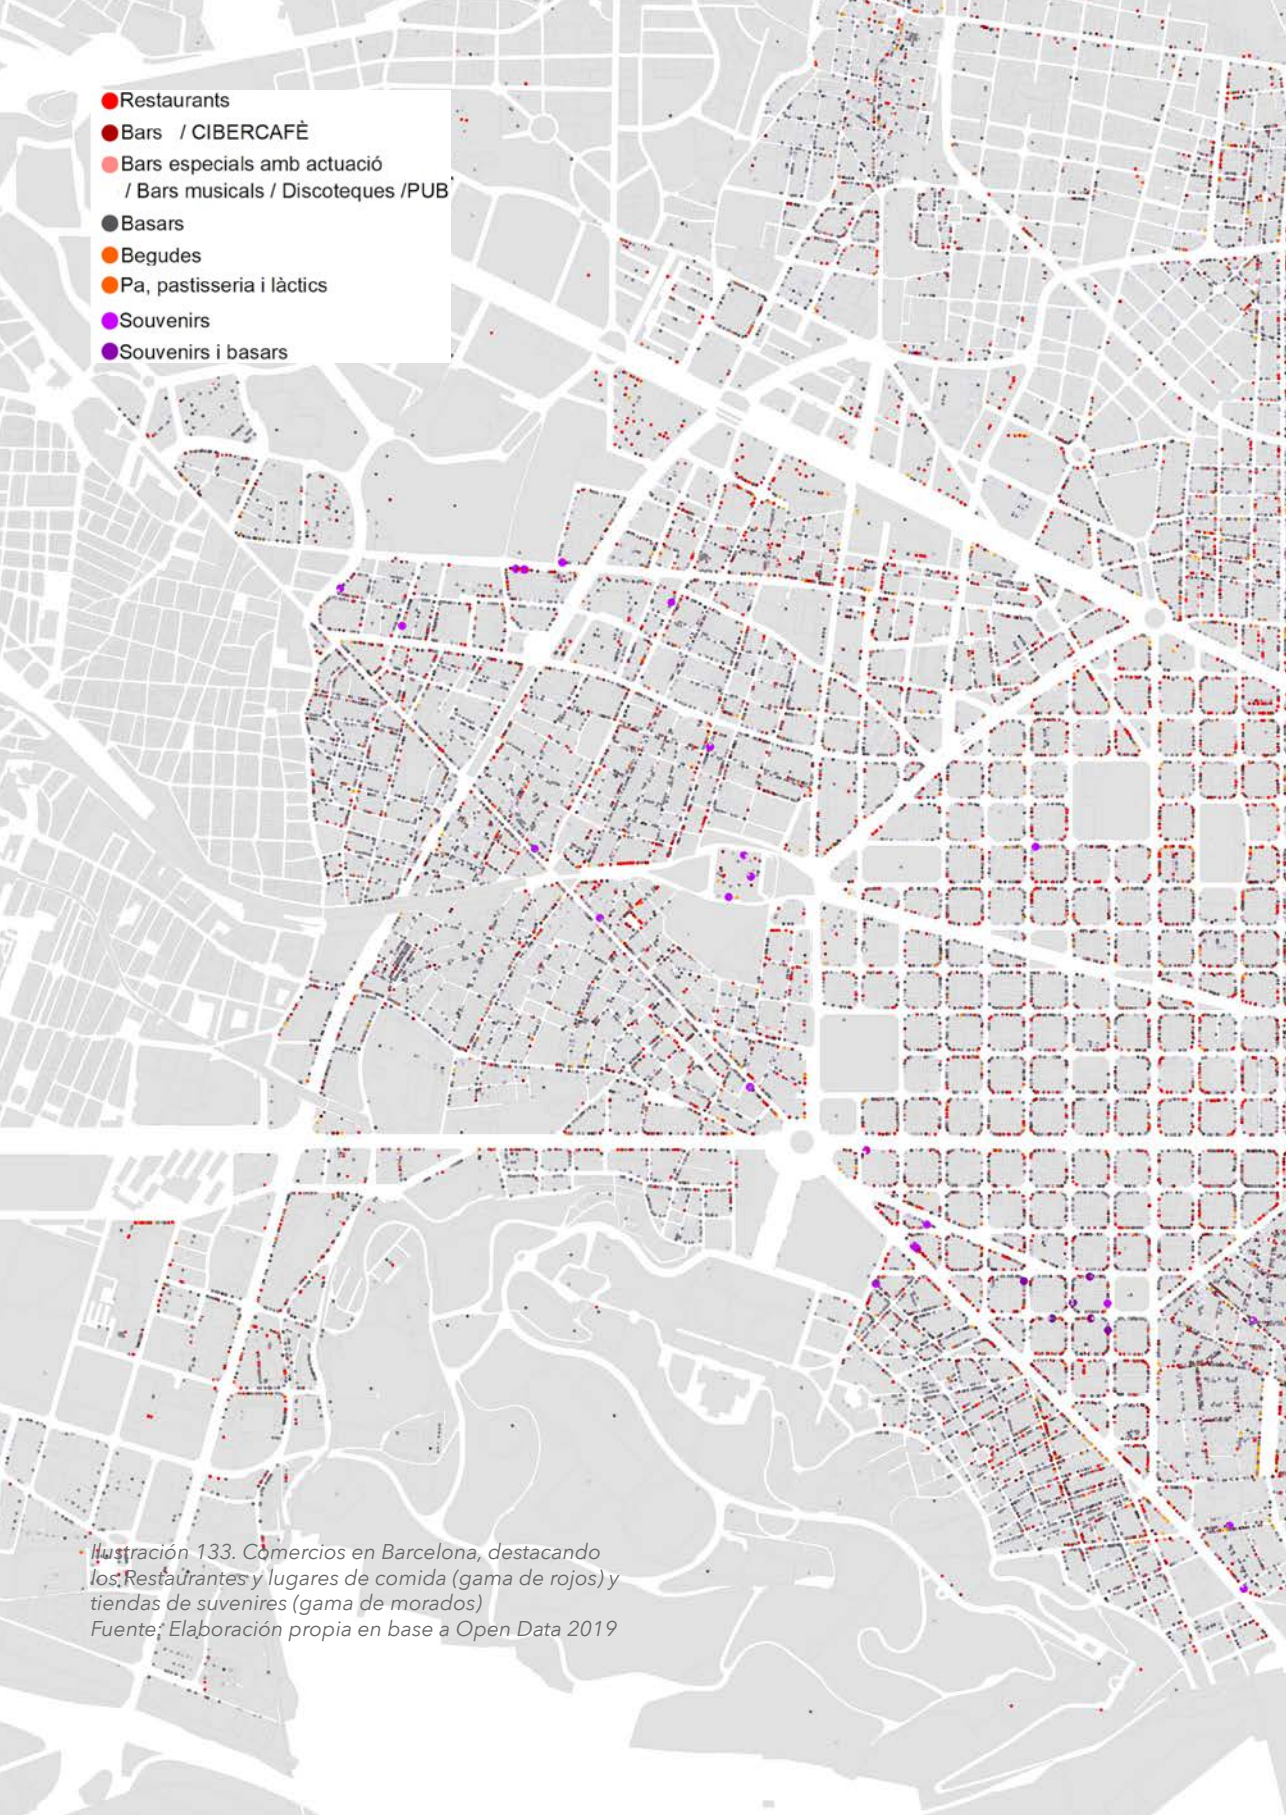 Restaurants
Bars / CIBERCAFÈ
Bars especials amb actuació
/ Bars musicals / Discoteques /PUB
Basars
Begudes
Pa, pastisseria i làctics
Souvenirs
Souvenirs i basars
Ilustración 133. Comercios en Barcelona, destacando
los Restaurantes y lugares de comida (gama de rojos) y
tiendas de suvenires (gama de morados)
Fuente: Elaboración propia en base a Open Data 2019